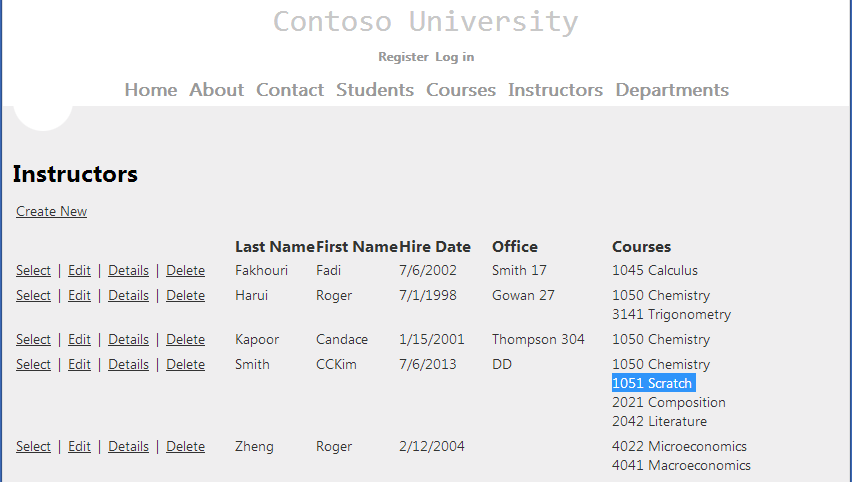 Contoso University
Register Log in
Home About Contact Students Courses Instructors Departments
Instructors
Create New
Last Name First Name Hire Date Office Courses
Select | Edit | Details | Delete Fakhouri Fadi 7/6/2002 Smith 17 1045 Calculus
Select | Edit | Details | Delete Harui Roger 7/1/1998 Gowan 27 1050 Chemistry
3141 Trigonometry
Select | Edit | Details | Delete Kapoor Candace 1/15/2001 Thompson 304 1050 Chemistry
Select | Edit | Details | Delete Smith CCKim 7/6/2013 DD 1050 Chemistry
1051 Scratch
2021 Composition
2042 Literature
Select | Edit | Details | Delete Zheng Roger 2/12/2004 4022 Microeconomics
4041 Macroeconomics